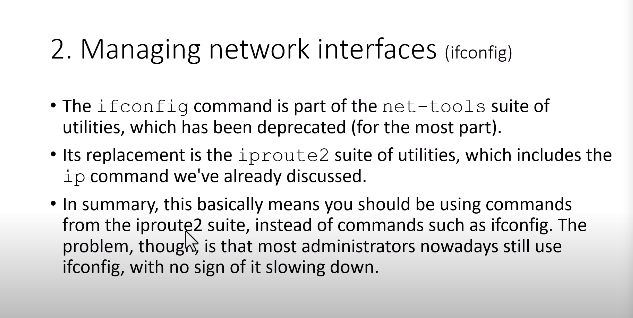 2. Managing network interfaces (ifconfig)
• The ifconfig command is part of the net-tools suite of
utilities, which has been deprecated (for the most part).
• Its replacement is the iproute2 suite of utilities, which includes the
ip command we've already discussed.
• In summary, this basically means you should be using commands
from the iproute2 suite, instead of commands such as ifconfig. The
problem, though, is that most administrators nowadays still use
ifconfig, with no sign of it slowing down.